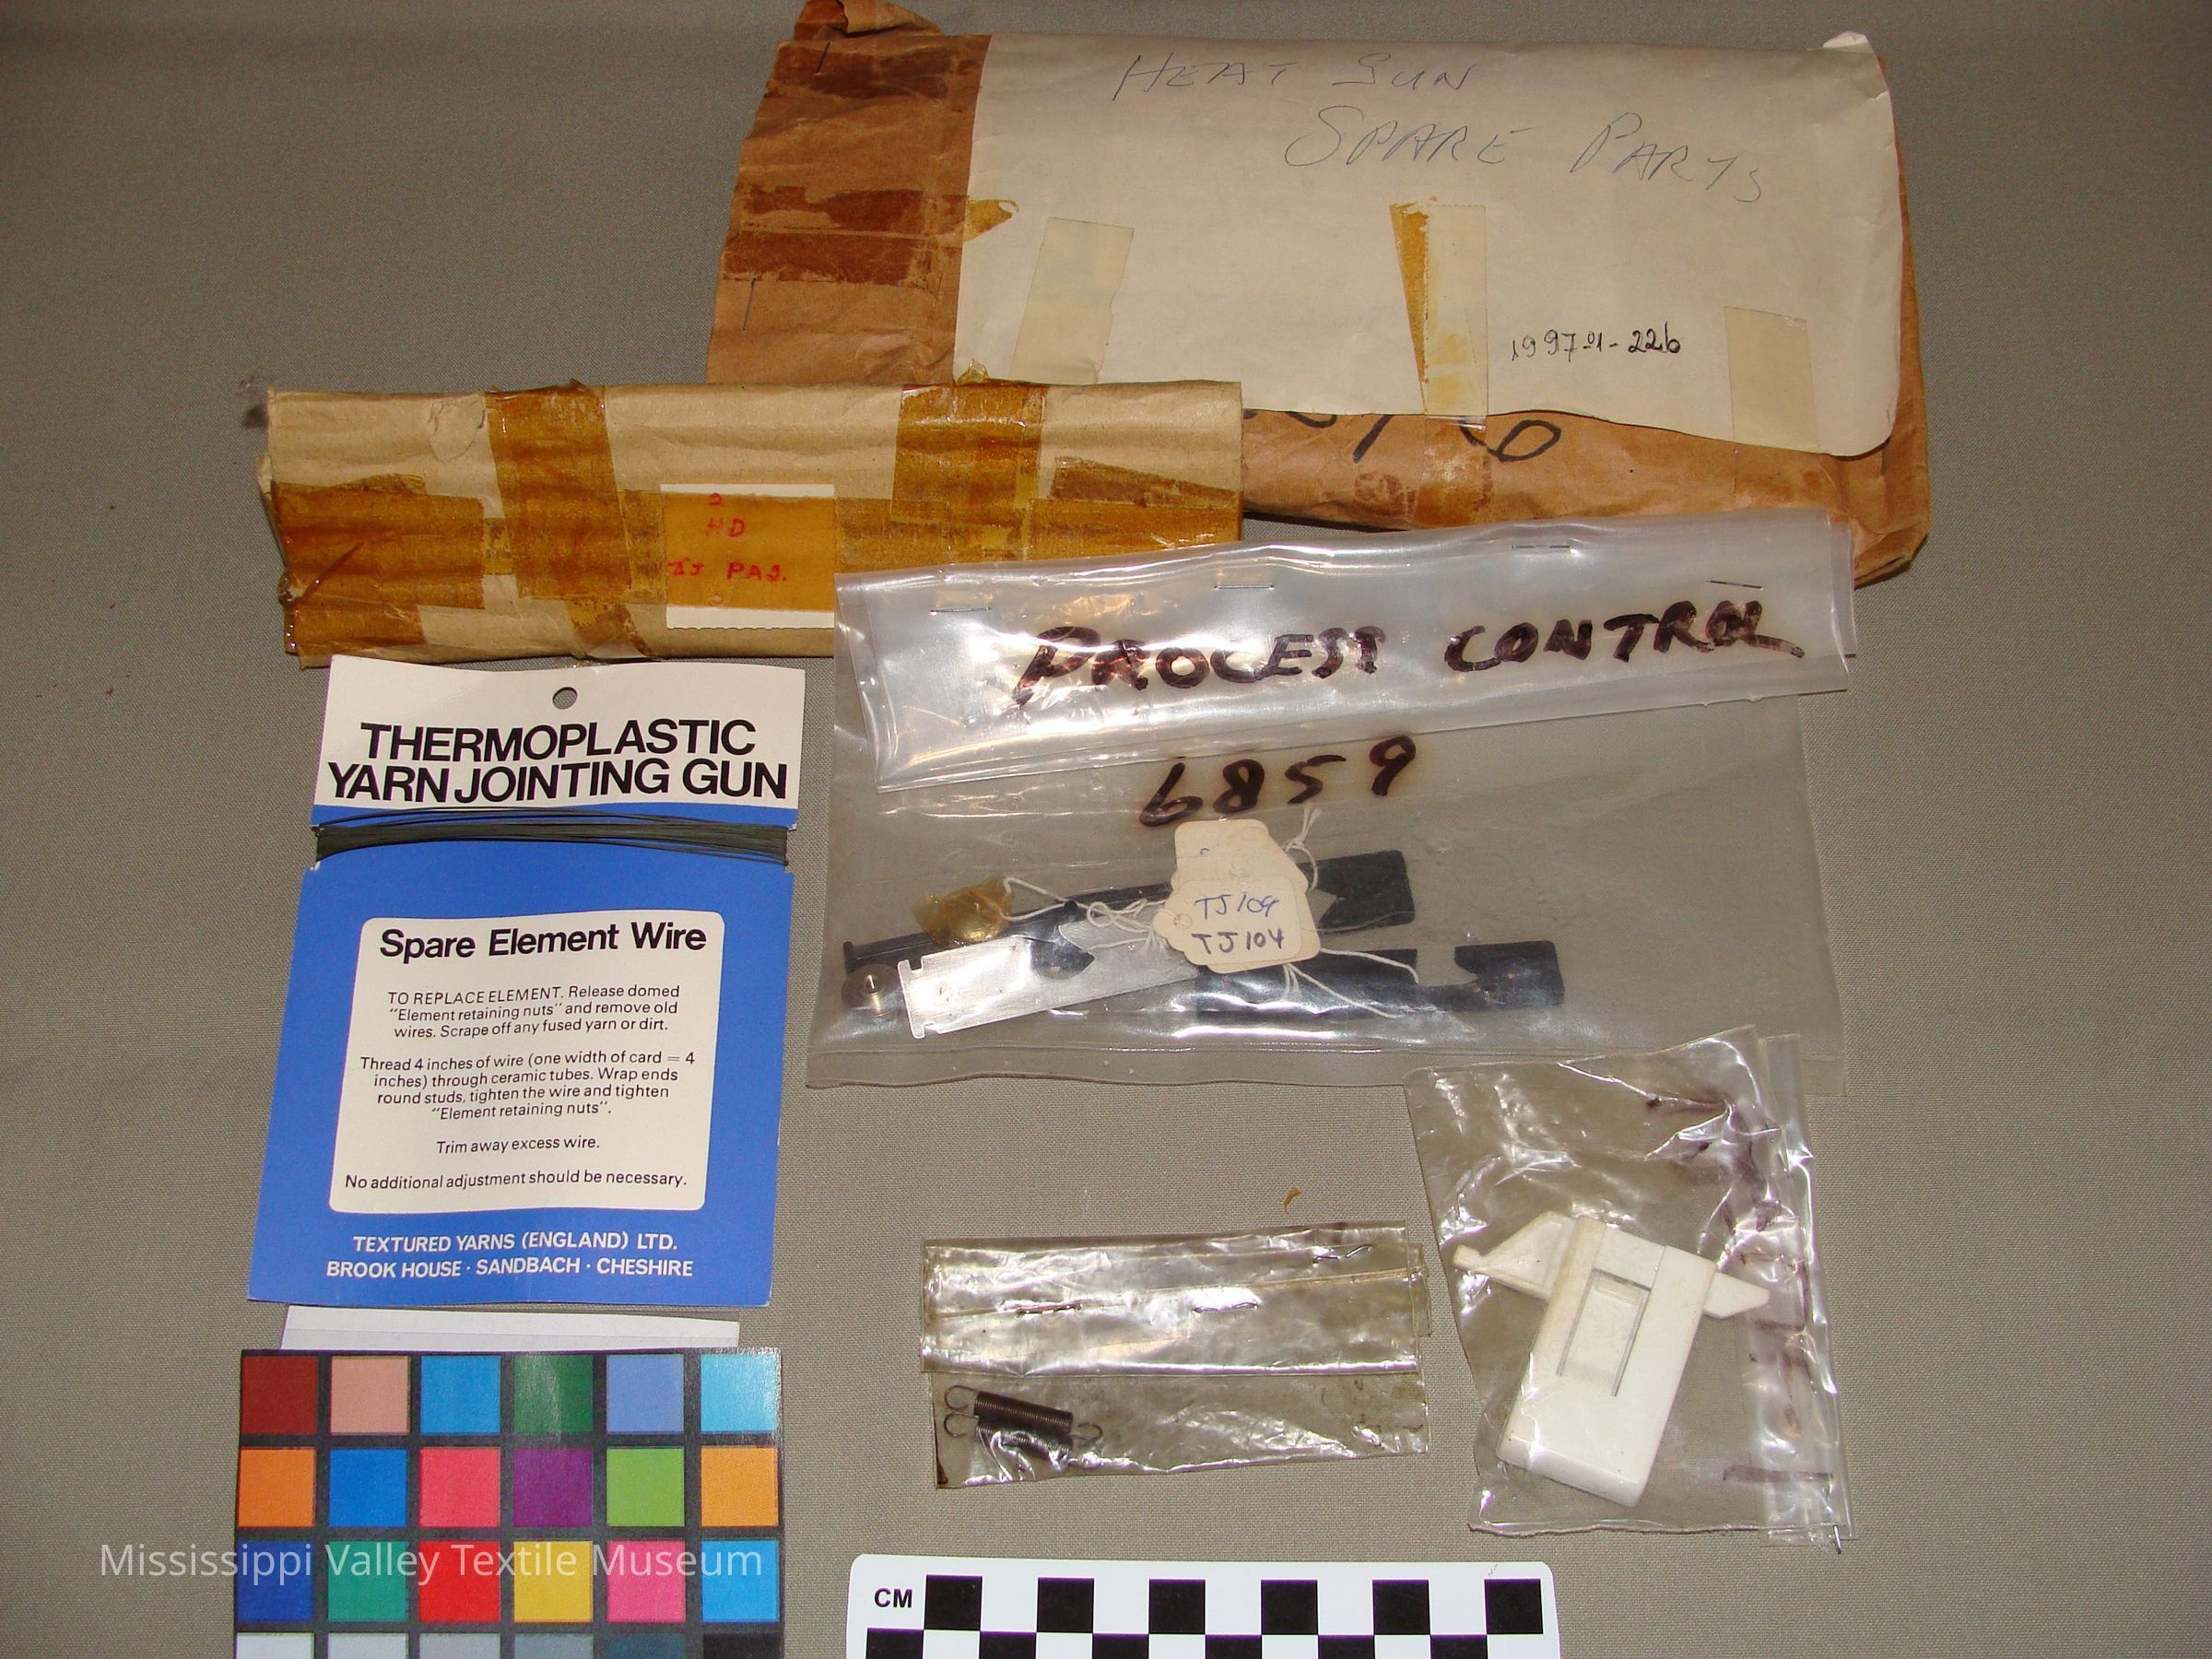 HEAT GUN
SPARE PARTS
1997-01-226
2
HD
TJ PA2.
PROCESS CONTROL
6859
TJ109
TJ104
THERMOPLASTIC
YARN JOINTING GUN
Spare Element Wire
TO REPLACE ELEMENT. Release domed
"Element retaining nuts" and remove old
wires. Scrape off any fused yarn or dirt.
Thread 4 inches of wire (one width of card = 4
inches) through ceramic tubes. Wrap ends
round studs, tighten the wire and tighten
"Element retaining nuts".
Trim away excess wire.
No additional adjustment should be necessary.
TEXTURED YARNS (ENGLAND) LTD.
BROOK HOUSE · SANDBACH · CHESHIRE
Mississippi Valley Textile Museum
CM